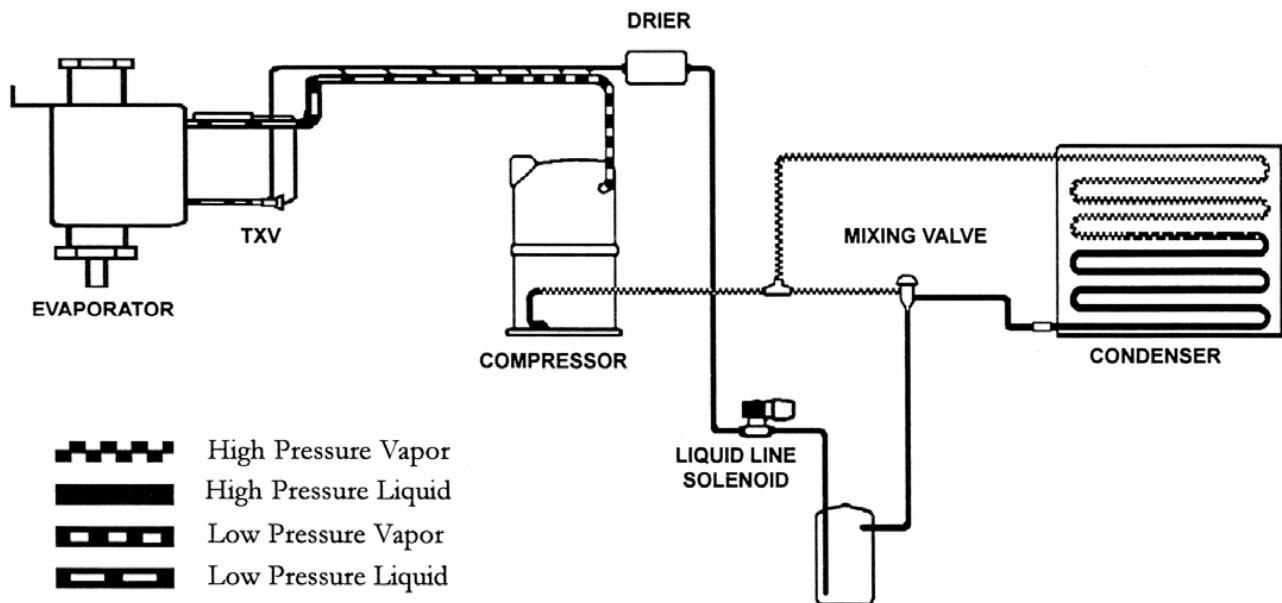 DRIER
TXV
MIXING VALVE
EVAPORATOR
COMPRESSOR
CONDENSER
LIQUID LINE
SOLENOID
High Pressure Vapor
High Pressure Liquid
Low Pressure Vapor
Low Pressure Liquid